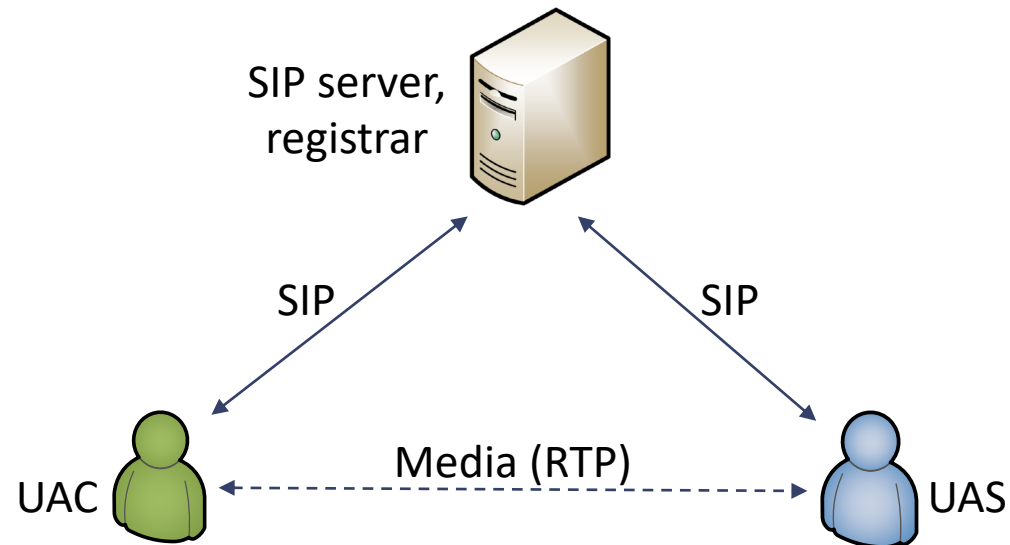 SIP server,
registrar
SIP
SIP
Media (RTP)
UAC
UAS